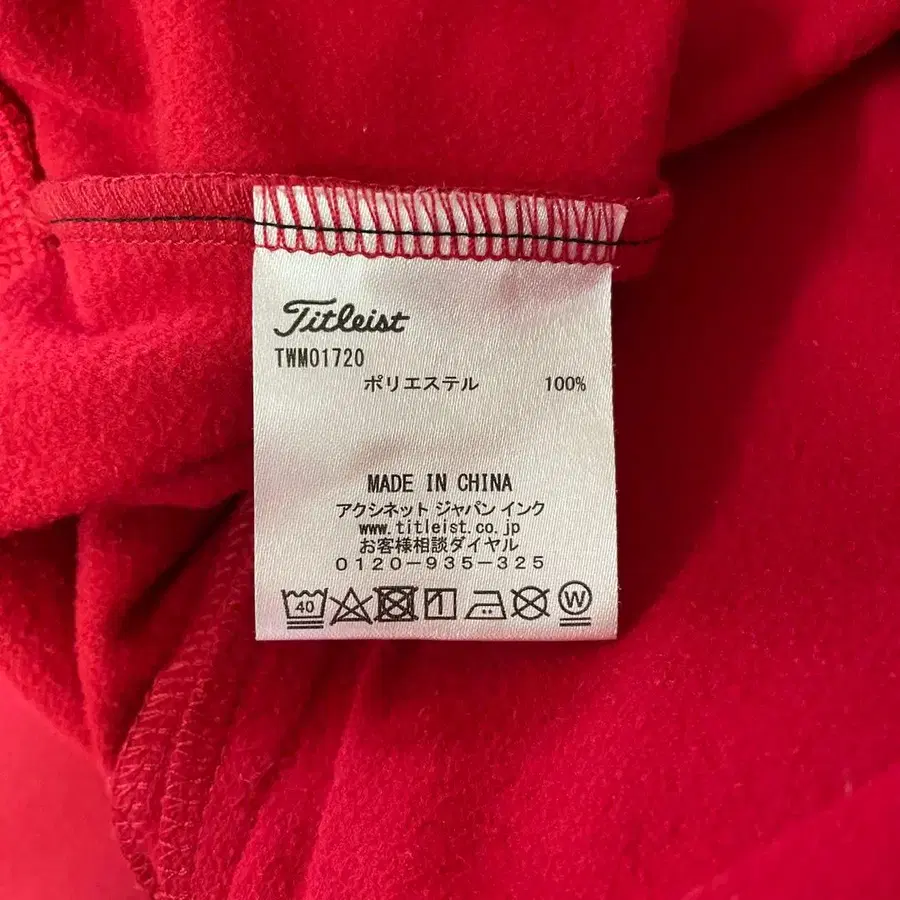 Titleist
TWM01720
ポリエステル 100%
MADE IN CHINA
アクシネット ジャパン インク
www.titleist.co.jp
お客様相談ダイヤル
0120-935-325
40 W